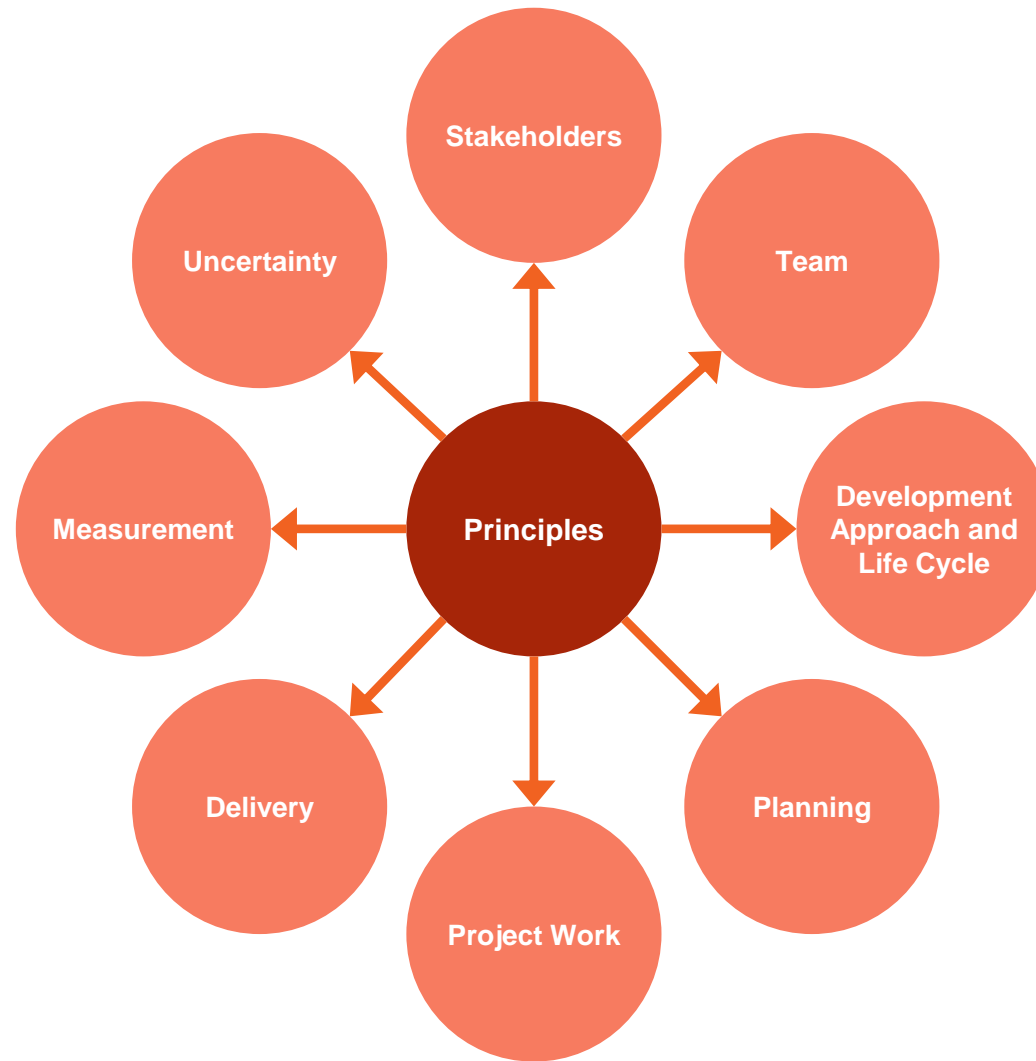 Stakeholders
Team
Development
Approach and
Life Cycle
Planning
Project Work
Delivery
Measurement
Uncertainty
Principles